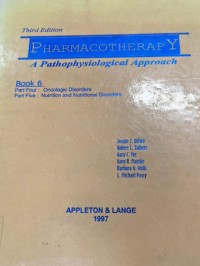 Third Edition
PHARMACOTHERAPY
A Pathophysiological Approach
Book 6
Part Four : Oncologic Disorders
Part Five : Nutrition and Nutritional Disorders
Joseph T. DiPiro
Robert L. Talbert
Gary C. Yee
Gary R. Matzke
Barbara G. Wells
L. Michael Posey
APPLETON & LANGE
1997